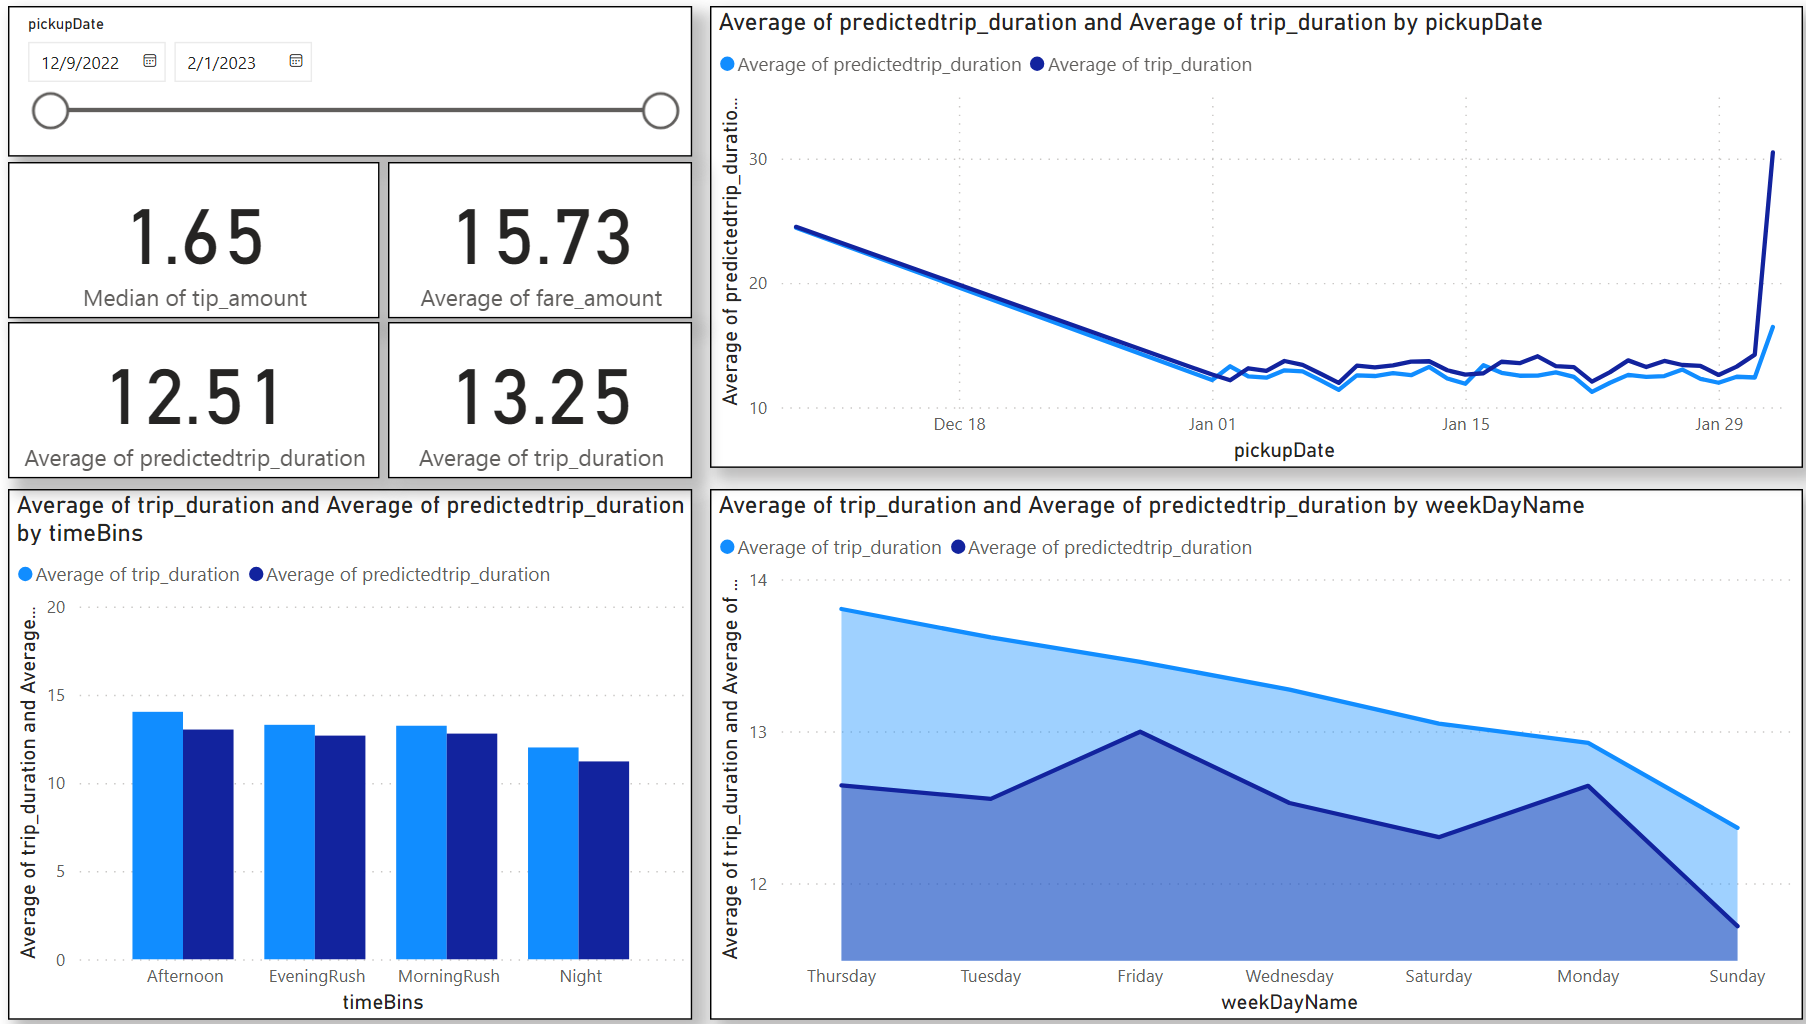 pickupDate
12/9/2022
2/1/2023
1.65
Median of tip_amount
15.73
Average of fare_amount
12.51
Average of predictedtrip_duration
13.25
Average of trip_duration
Average of predictedtrip_duration and Average of trip_duration by pickupDate
Average of predictedtrip_duration
Average of trip_duration
Average of predictedtrip_duratio...
30
20
10
Dec 18
Jan 01
Jan 15
Jan 29
pickupDate
Average of trip_duration and Average of predictedtrip_duration
by timeBins
Average of trip_duration
Average of predictedtrip_duration
Average of trip_duration and Average...
20
15
10
5
0
Afternoon
EveningRush
MorningRush
Night
timeBins
Average of trip_duration and Average of predictedtrip_duration by weekDayName
Average of trip_duration
Average of predictedtrip_duration
Average of trip_duration and Average of ...
14
13
12
Thursday
Tuesday
Friday
Wednesday
Saturday
Monday
Sunday
weekDayName